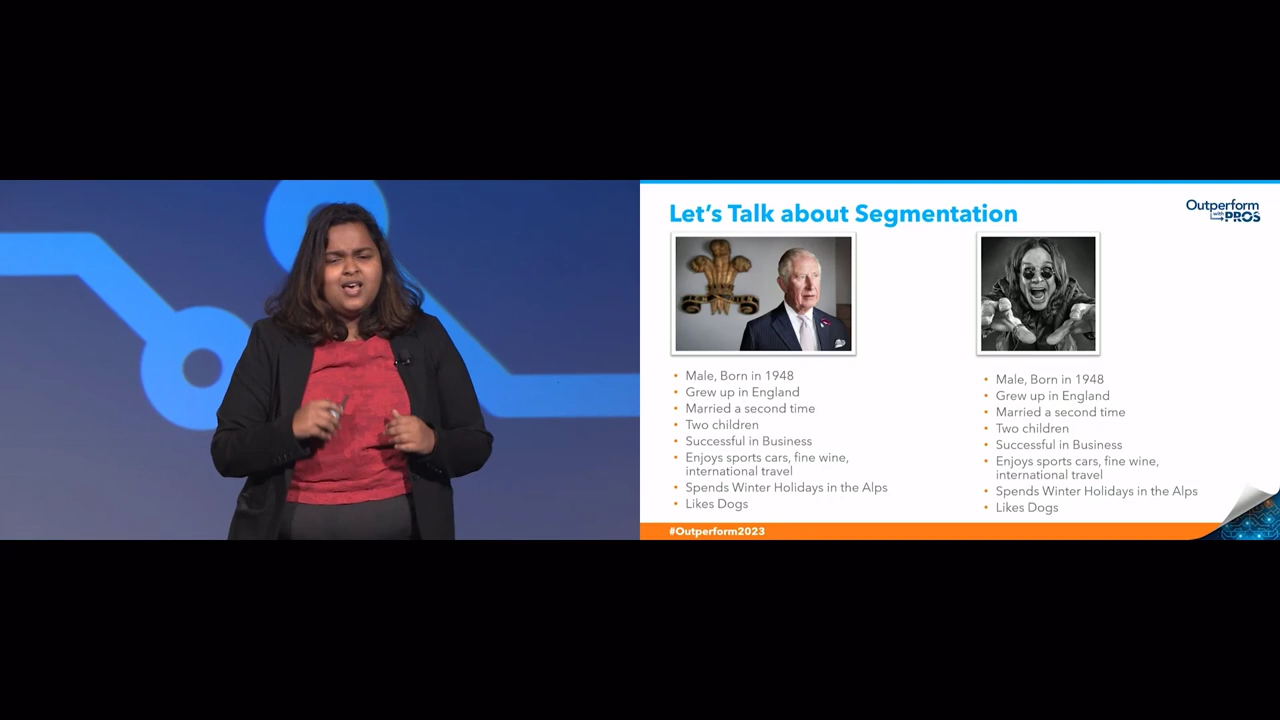 Let's Talk about Segmentation
Outperform
with PROS
• Male, Born in 1948
• Grew up in England
• Married a second time
• Two children
• Successful in Business
• Enjoys sports cars, fine wine,
international travel
• Spends Winter Holidays in the Alps
• Likes Dogs
• Male, Born in 1948
• Grew up in England
• Married a second time
• Two children
• Successful in Business
• Enjoys sports cars, fine wine,
international travel
• Spends Winter Holidays in the Alps
• Likes Dogs
#Outperform2023